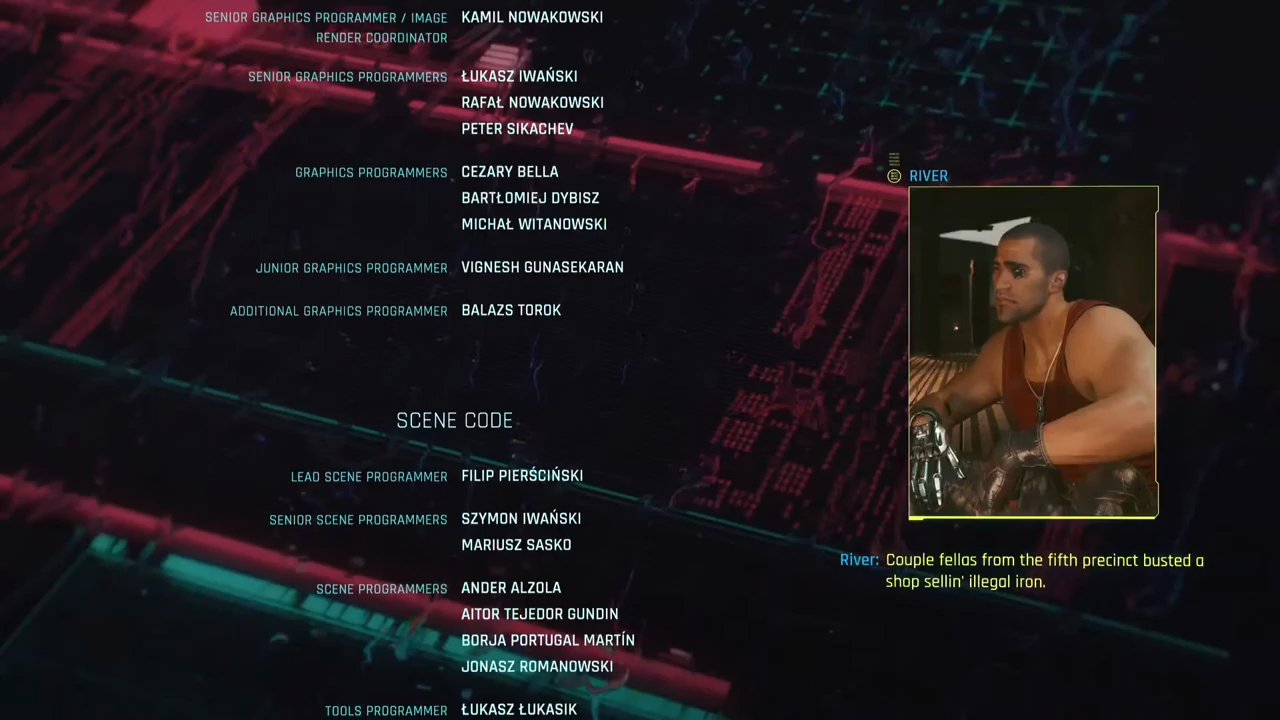 SENIOR GRAPHICS PROGRAMMER / IMAGE
RENDER COORDINATOR
KAMIL NOWAKOWSKI
SENIOR GRAPHICS PROGRAMMERS
ŁUKASZ IWAŃSKI
RAFAŁ NOWAKOWSKI
PETER SIKACHEV
GRAPHICS PROGRAMMERS
CEZARY BELLA
BARTŁOMIEJ DYBISZ
MICHAŁ WITANOWSKI
JUNIOR GRAPHICS PROGRAMMER
VIGNESH GUNASEKARAN
ADDITIONAL GRAPHICS PROGRAMMER
BALAZS TOROK
SCENE CODE
LEAD SCENE PROGRAMMER
FILIP PIERŚCIŃSKI
SENIOR SCENE PROGRAMMERS
SZYMON IWAŃSKI
MARIUSZ SASKO
SCENE PROGRAMMERS
ANDER ALZOLA
AITOR TEJEDOR GUNDIN
BORJA PORTUGAL MARTÍN
JONASZ ROMANOWSKI
TOOLS PROGRAMMER
ŁUKASZ ŁUKASIK
RIVER
River: Couple fellas from the fifth precinct busted a
shop sellin' illegal iron.